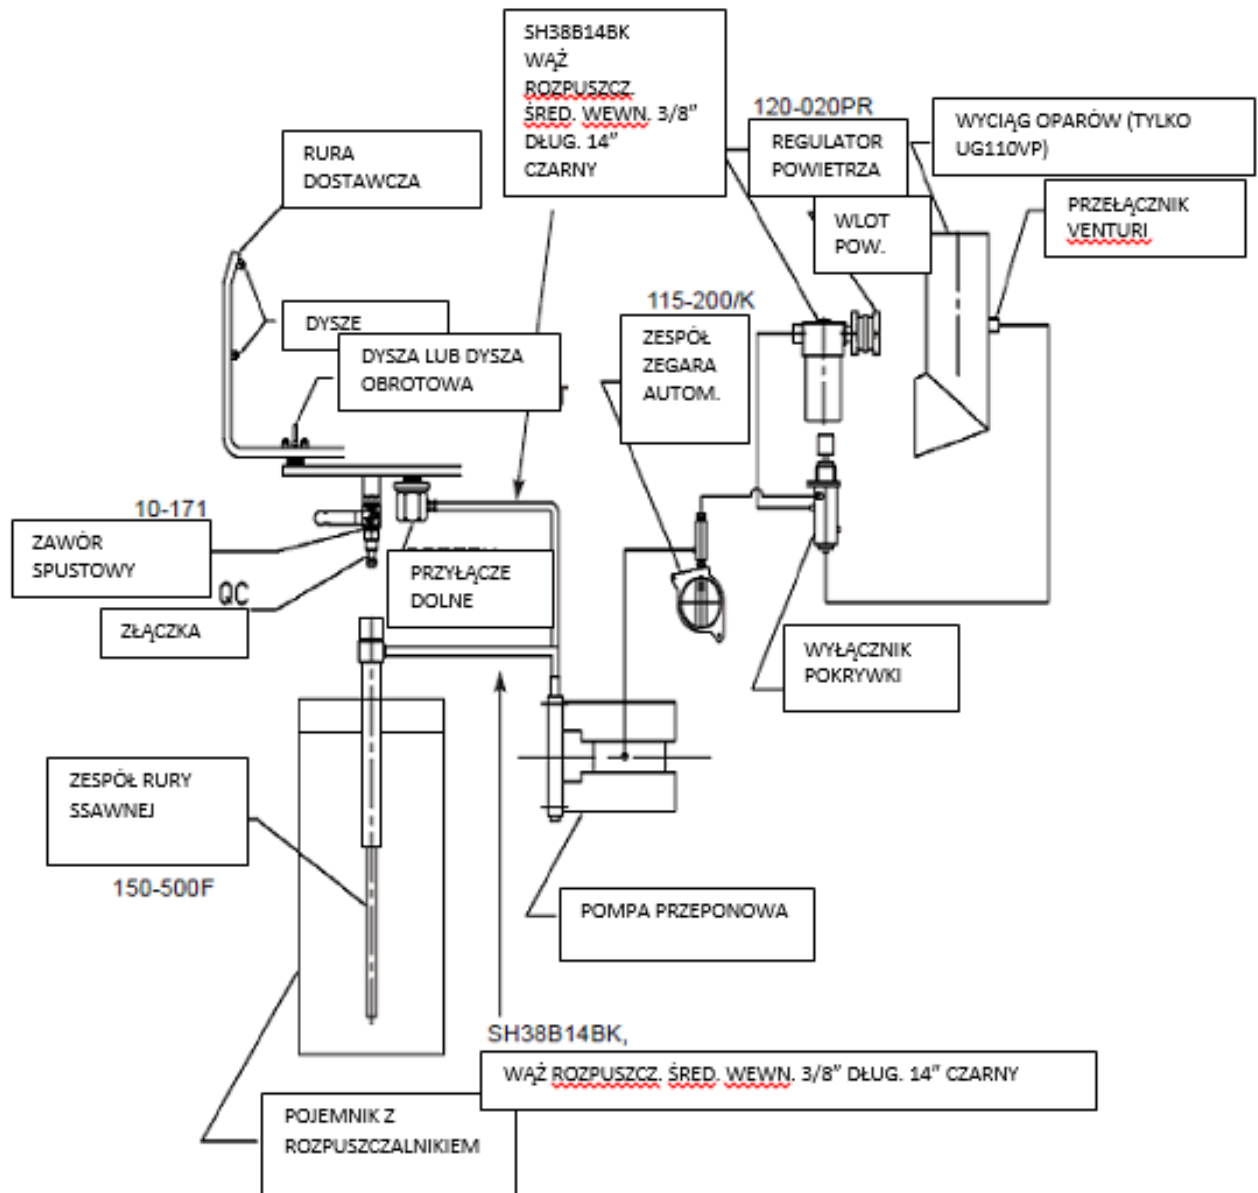 SH38B14BK
WĄŻ
ROZPUSZCZ.
ŚRED. WEWN. 3/8”
DŁUG. 14”
CZARNY
120-020PR
REGULATOR
POWIETRZA
WYCIĄG OPARÓW (TYLKO
UG110VP)
RURA
DOSTAWCZA
WLOT
POW.
PRZEŁĄCZNIK
VENTURI
DYSZE
115-200/K
DYSZA LUB DYSZA
OBROTOWA
ZESPÓŁ
ZEGARA
AUTOM.
10-171
ZAWÓR
SPUSTOWY
QC
ZŁĄCZKA
PRZYŁĄCZE
DOLNE
WYŁĄCZNIK
POKRYWKI
ZESPÓŁ RURY
SSAWNEJ
150-500F
POMPA PRZEPONOWA
SH38B14BK,
WĄŻ ROZPUSZCZ. ŚRED. WEWN. 3/8” DŁUG. 14” CZARNY
POJEMNIK Z
ROZPUSZCZALNIKIEM